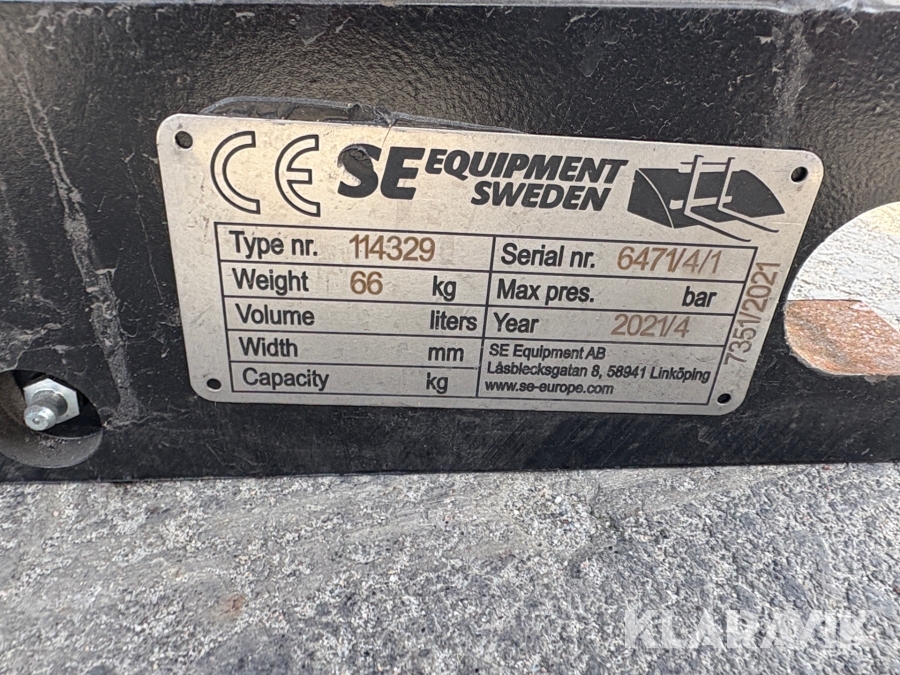 CE SE EQUIPMENT
SWEDEN
Type nr. 114329 Serial nr. 6471/4/1
Weight 66 kg Max pres. bar
Volume liters Year 2021/4
Width mm SE Equipment AB
Låsblecksgatan 8, 58941 Linköping
Capacity kg www.se-europe.com
7351/2021
KLARAVIK